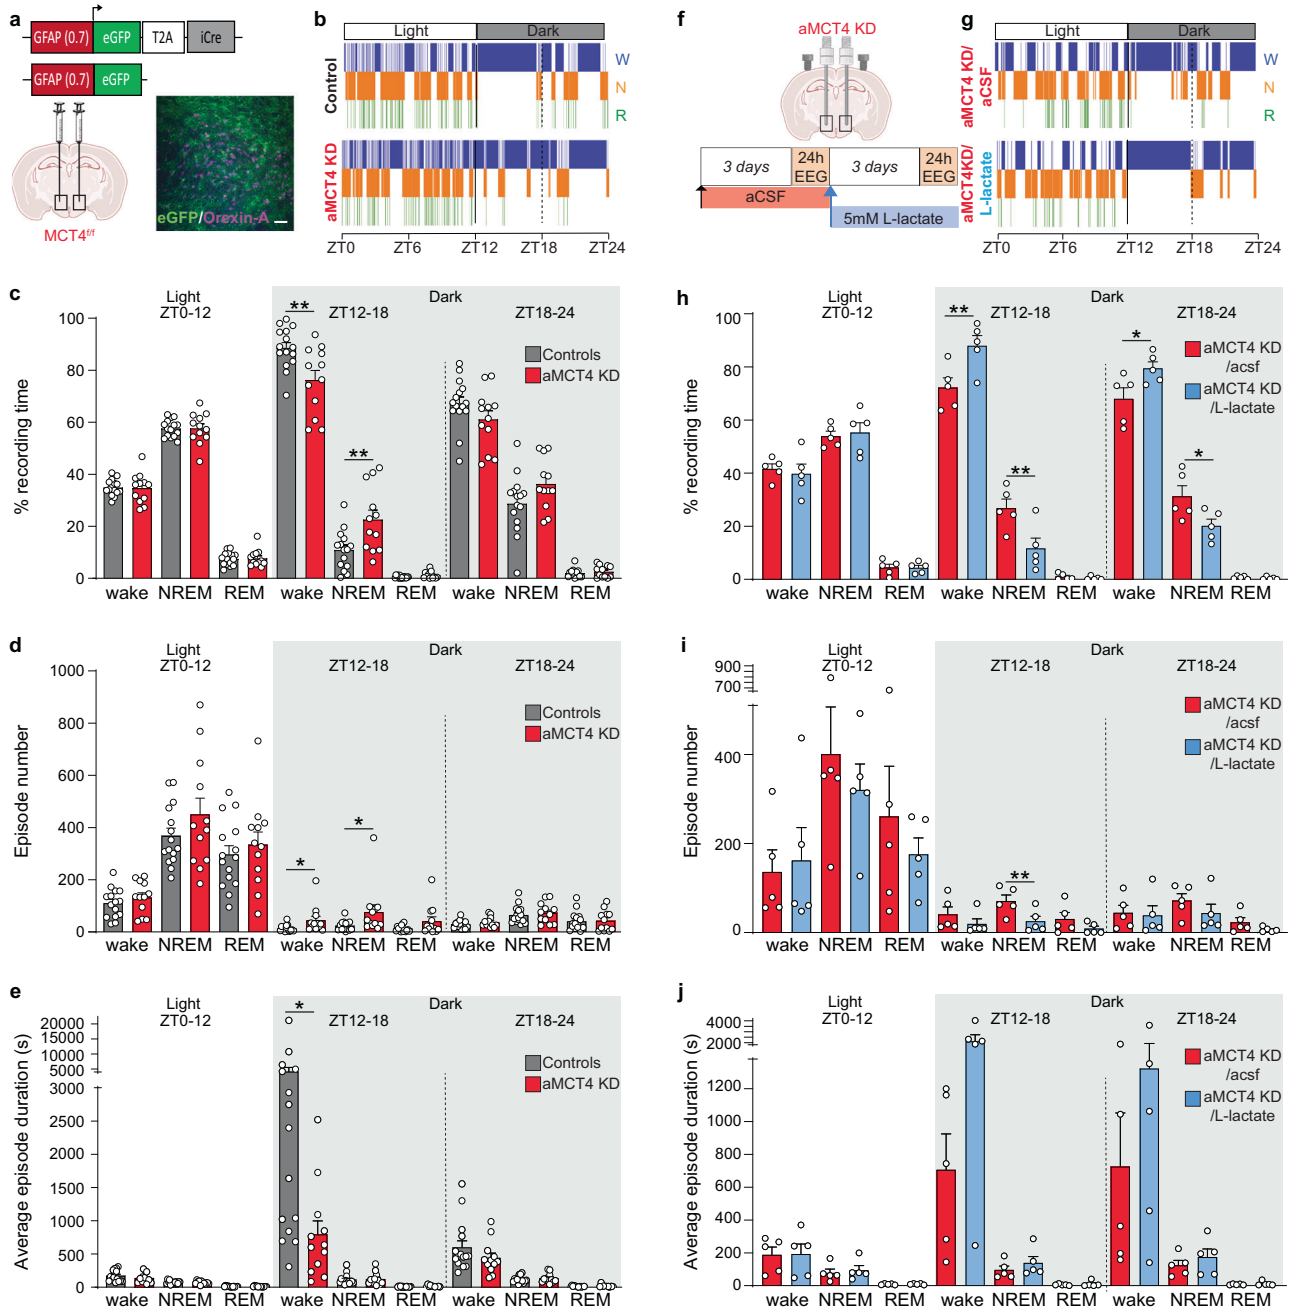 a
GFAP (0.7) eGFP T2A iCre
GFAP (0.7) eGFP
eGFP/Orexin-A
MCT4f/f
b
Light Dark
Control
W
N
R
aMCT4 KD
ZT0 ZT6 ZT12 ZT18 ZT24
f
aMCT4 KD
3 days 24h EEG 3 days 24h EEG
aCSF
5mM L-lactate
g
Light Dark
aMCT4 KD/
aCSF
W
N
R
aMCT4KD/
L-lactate
ZT0 ZT6 ZT12 ZT18 ZT24
c
Light
ZT0-12
Dark
ZT12-18
ZT18-24
% recording time
100
80
60
40
20
0
**
**
Controls
aMCT4 KD
wake NREM REM wake NREM REM wake NREM REM
h
Light
ZT0-12
Dark
ZT12-18
ZT18-24
% recording time
100
80
60
40
20
0
**
**
*
*
aMCT4 KD
/acsf
aMCT4 KD
/L-lactate
wake NREM REM wake NREM REM wake NREM REM
d
Light
ZT0-12
Dark
ZT12-18
ZT18-24
Episode number
1000
800
600
400
200
0
*
*
Controls
aMCT4 KD
wake NREM REM wake NREM REM wake NREM REM
i
Light
ZT0-12
Dark
ZT12-18
ZT18-24
Episode number
900
700
400
200
0
**
aMCT4 KD
/acsf
aMCT4 KD
/L-lactate
wake NREM REM wake NREM REM wake NREM REM
e
Light
ZT0-12
Dark
ZT12-18
ZT18-24
Average episode duration (s)
20000
15000
10000
5000
3000
2000
1500
1000
500
0
*
Controls
aMCT4 KD
wake NREM REM wake NREM REM wake NREM REM
j
Light
ZT0-12
Dark
ZT12-18
ZT18-24
Average episode duration (s)
4000
2000
1200
1000
800
600
400
200
0
aMCT4 KD
/acsf
aMCT4 KD
/L-lactate
wake NREM REM wake NREM REM wake NREM REM